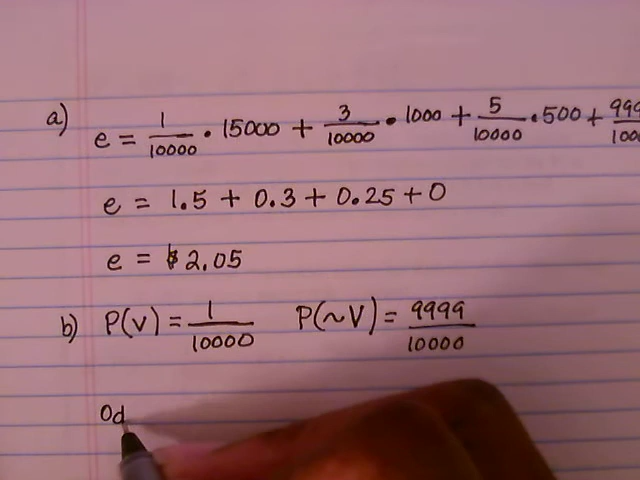 a) e = 1/10000 • 15000 + 3/10000 • 1000 + 5/10000 • 500 +
e = 1.5 + 0.3 + 0.25 + 0
e = $2.05
b) P(V) = 1/10000 P(~V) = 9999/10000
Od